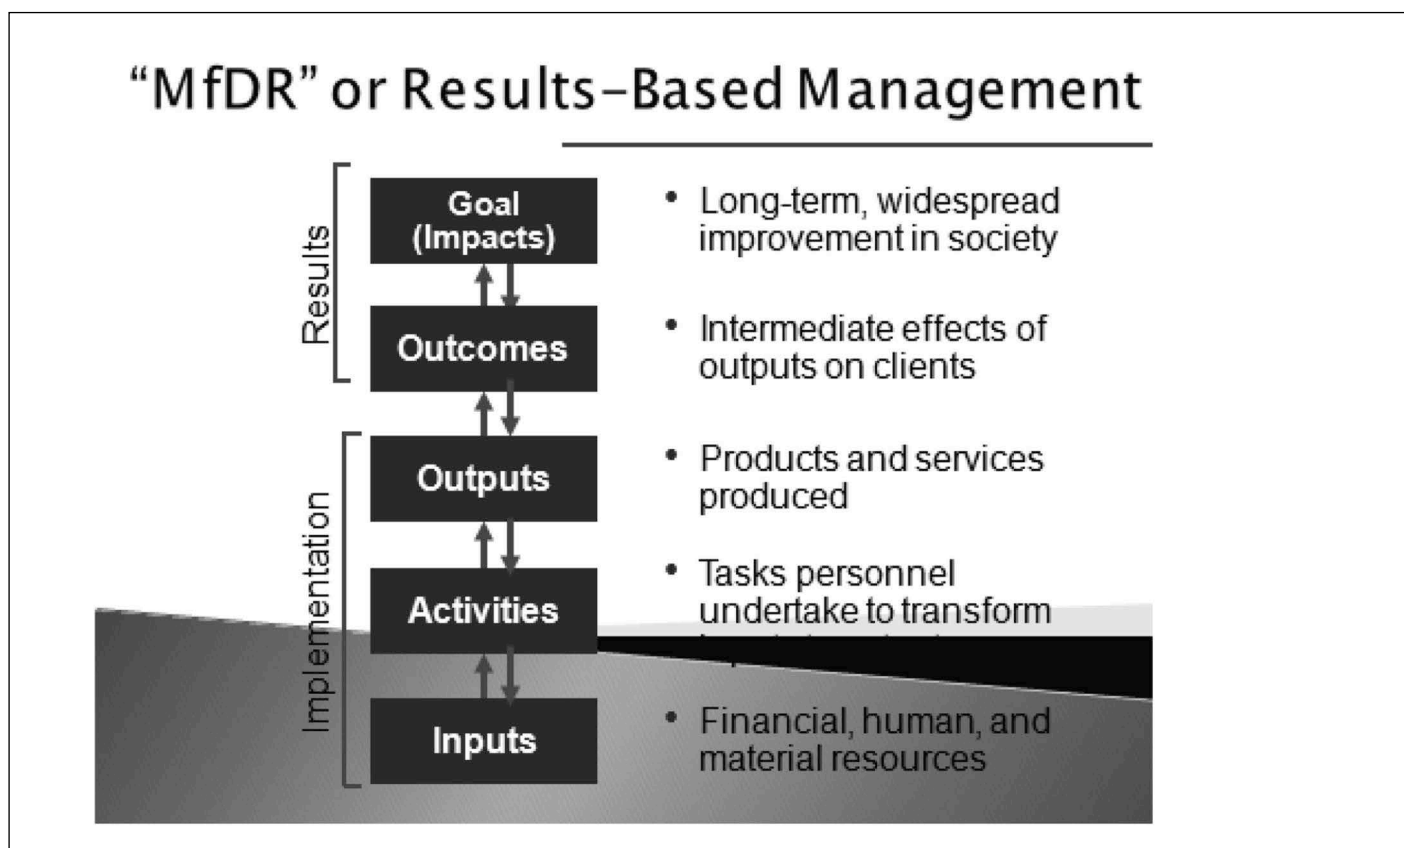 “MfDR” or Results-Based Management
Results
Goal
(Impacts)
• Long-term, widespread
improvement in society
Outcomes
• Intermediate effects of
outputs on clients
Implementation
Outputs
• Products and services
produced
Activities
• Tasks personnel
undertake to transform
Inputs
• Financial, human, and
material resources